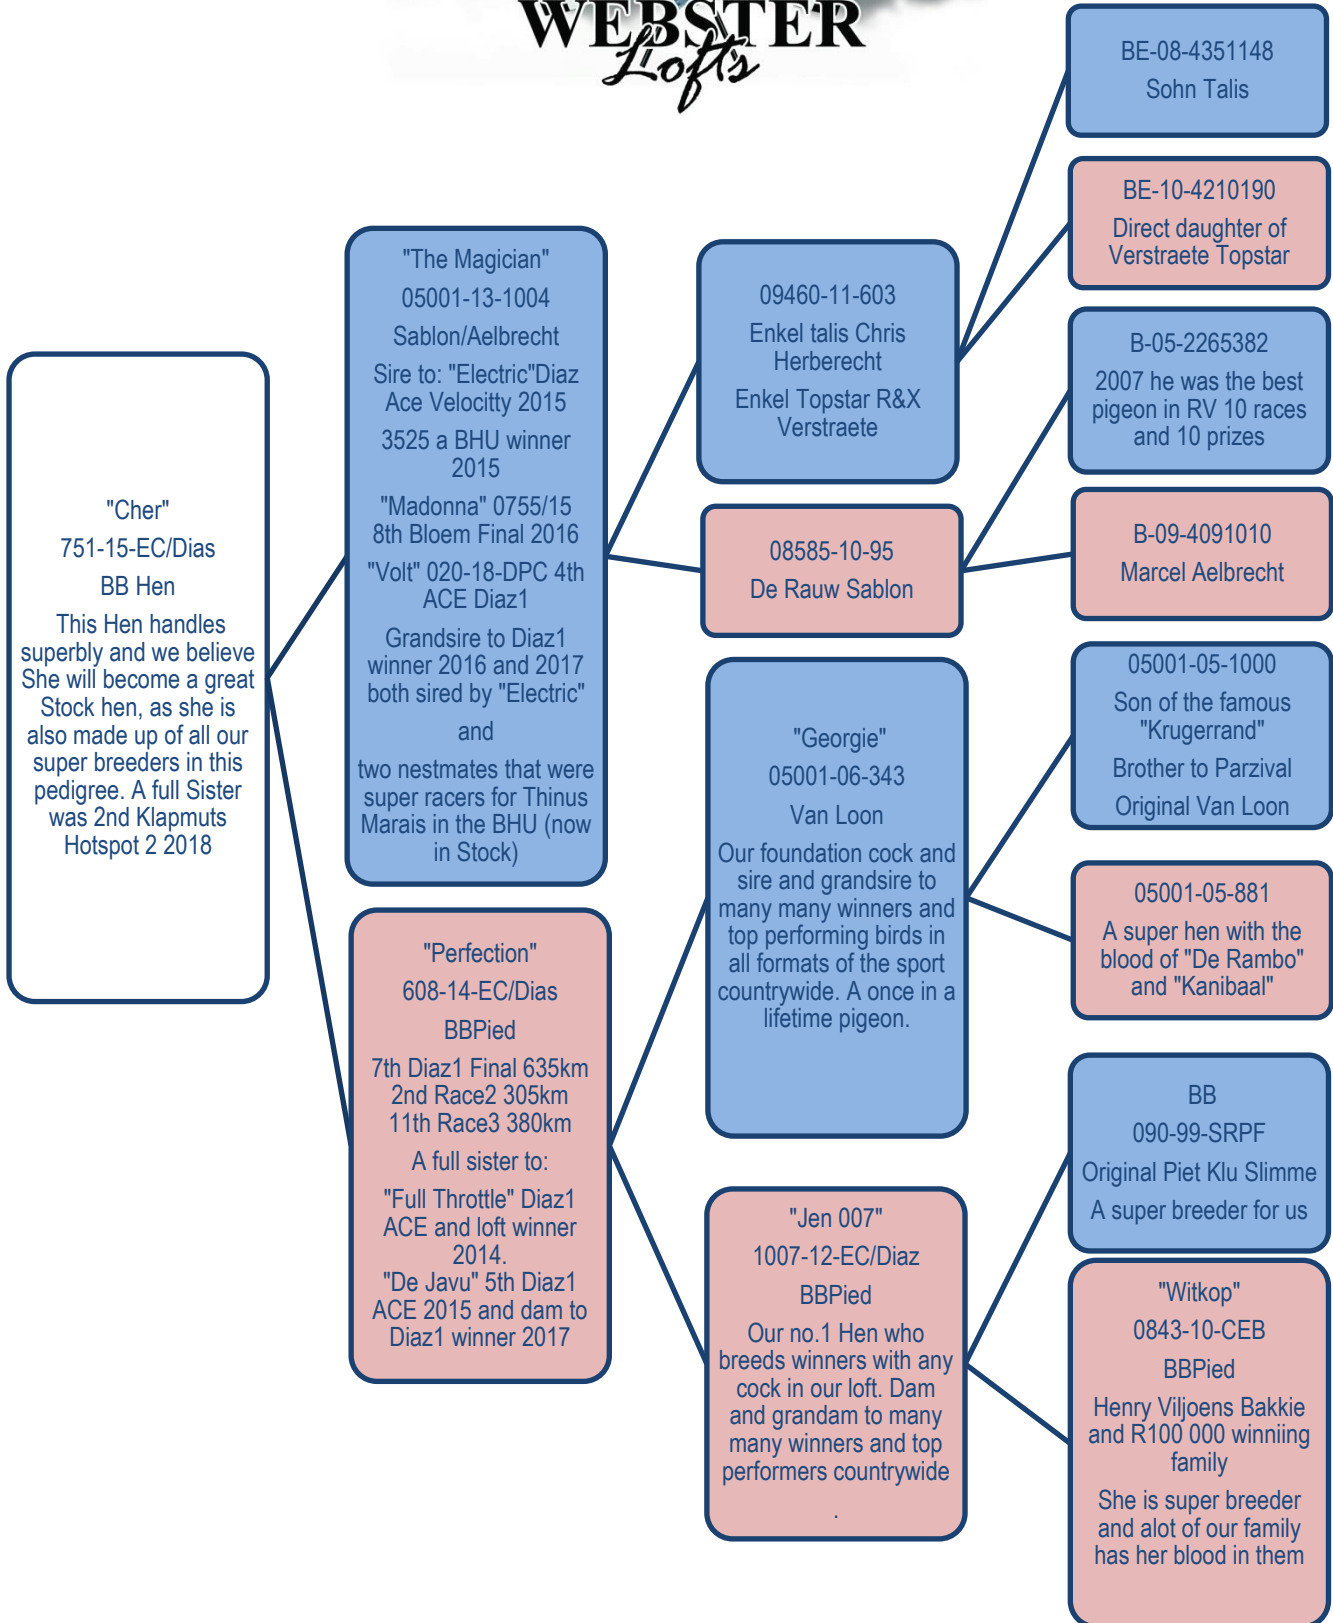 WEBSTER
Lofts
"Cher"
751-15-EC/Dias
BB Hen
This Hen handles
superbly and we believe
She will become a great
Stock hen, as she is
also made up of all our
super breeders in this
pedigree. A full Sister
was 2nd Klapmuts
Hotspot 2 2018
"The Magician"
05001-13-1004
Sablon/Aelbrecht
Sire to: "Electric"Diaz
Ace Velocitty 2015
3525 a BHU winner
2015
"Madonna" 0755/15
8th Bloem Final 2016
"Volt" 020-18-DPC 4th
ACE Diaz1
Grandsire to Diaz1
winner 2016 and 2017
both sired by "Electric"
and
two nestmates that were
super racers for Thinus
Marais in the BHU (now
in Stock)
"Perfection"
608-14-EC/Dias
BBPied
7th Diaz1 Final 635km
2nd Race2 305km
11th Race3 380km
A full sister to:
"Full Throttle" Diaz1
ACE and loft winner
2014.
"De Javu" 5th Diaz1
ACE 2015 and dam to
Diaz1 winner 2017
09460-11-603
Enkel talis Chris
Herberecht
Enkel Topstar R&X
Verstraete
08585-10-95
De Rauw Sablon
"Georgie"
05001-06-343
Van Loon
Our foundation cock and
sire and grandsire to
many many winners and
top performing birds in
all formats of the sport
countrywide. A once in a
lifetime pigeon.
"Jen 007"
1007-12-EC/Diaz
BBPied
Our no.1 Hen who
breeds winners with any
cock in our loft. Dam
and grandam to many
many winners and top
performers countrywide
.
BE-08-4351148
Sohn Talis
BE-10-4210190
Direct daughter of
Verstraete Topstar
B-05-2265382
2007 he was the best
pigeon in RV 10 races
and 10 prizes
B-09-4091010
Marcel Aelbrecht
05001-05-1000
Son of the famous
"Krugerrand"
Brother to Parzival
Original Van Loon
05001-05-881
A super hen with the
blood of "De Rambo"
and "Kanibaal"
BB
090-99-SRPF
Original Piet Klu Slimme
A super breeder for us
"Witkop"
0843-10-CEB
BBPied
Henry Viljoens Bakkie
and R100 000 winniing
family
She is super breeder
and alot of our family
has her blood in them